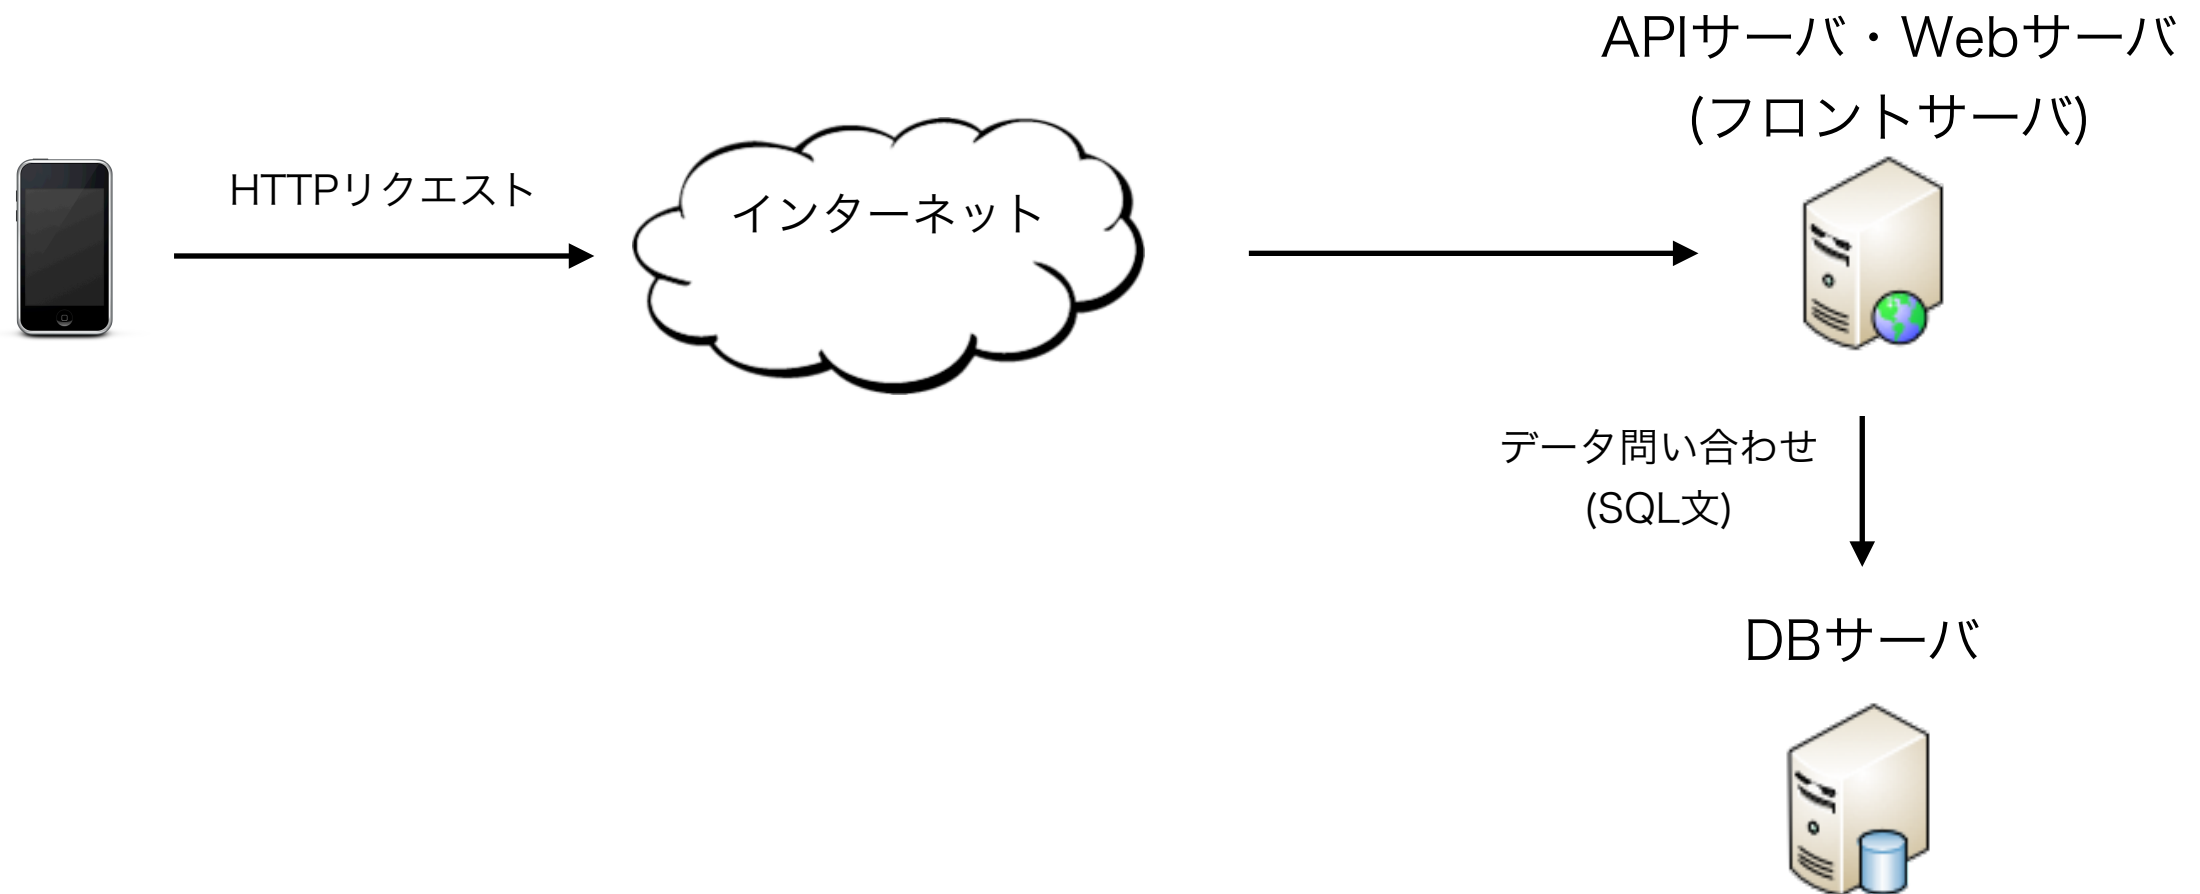 APIサーバ・Webサーバ
(フロントサーバ)
HTTPリクエスト
インターネット
データ問い合わせ
(SQL文)
DBサーバ